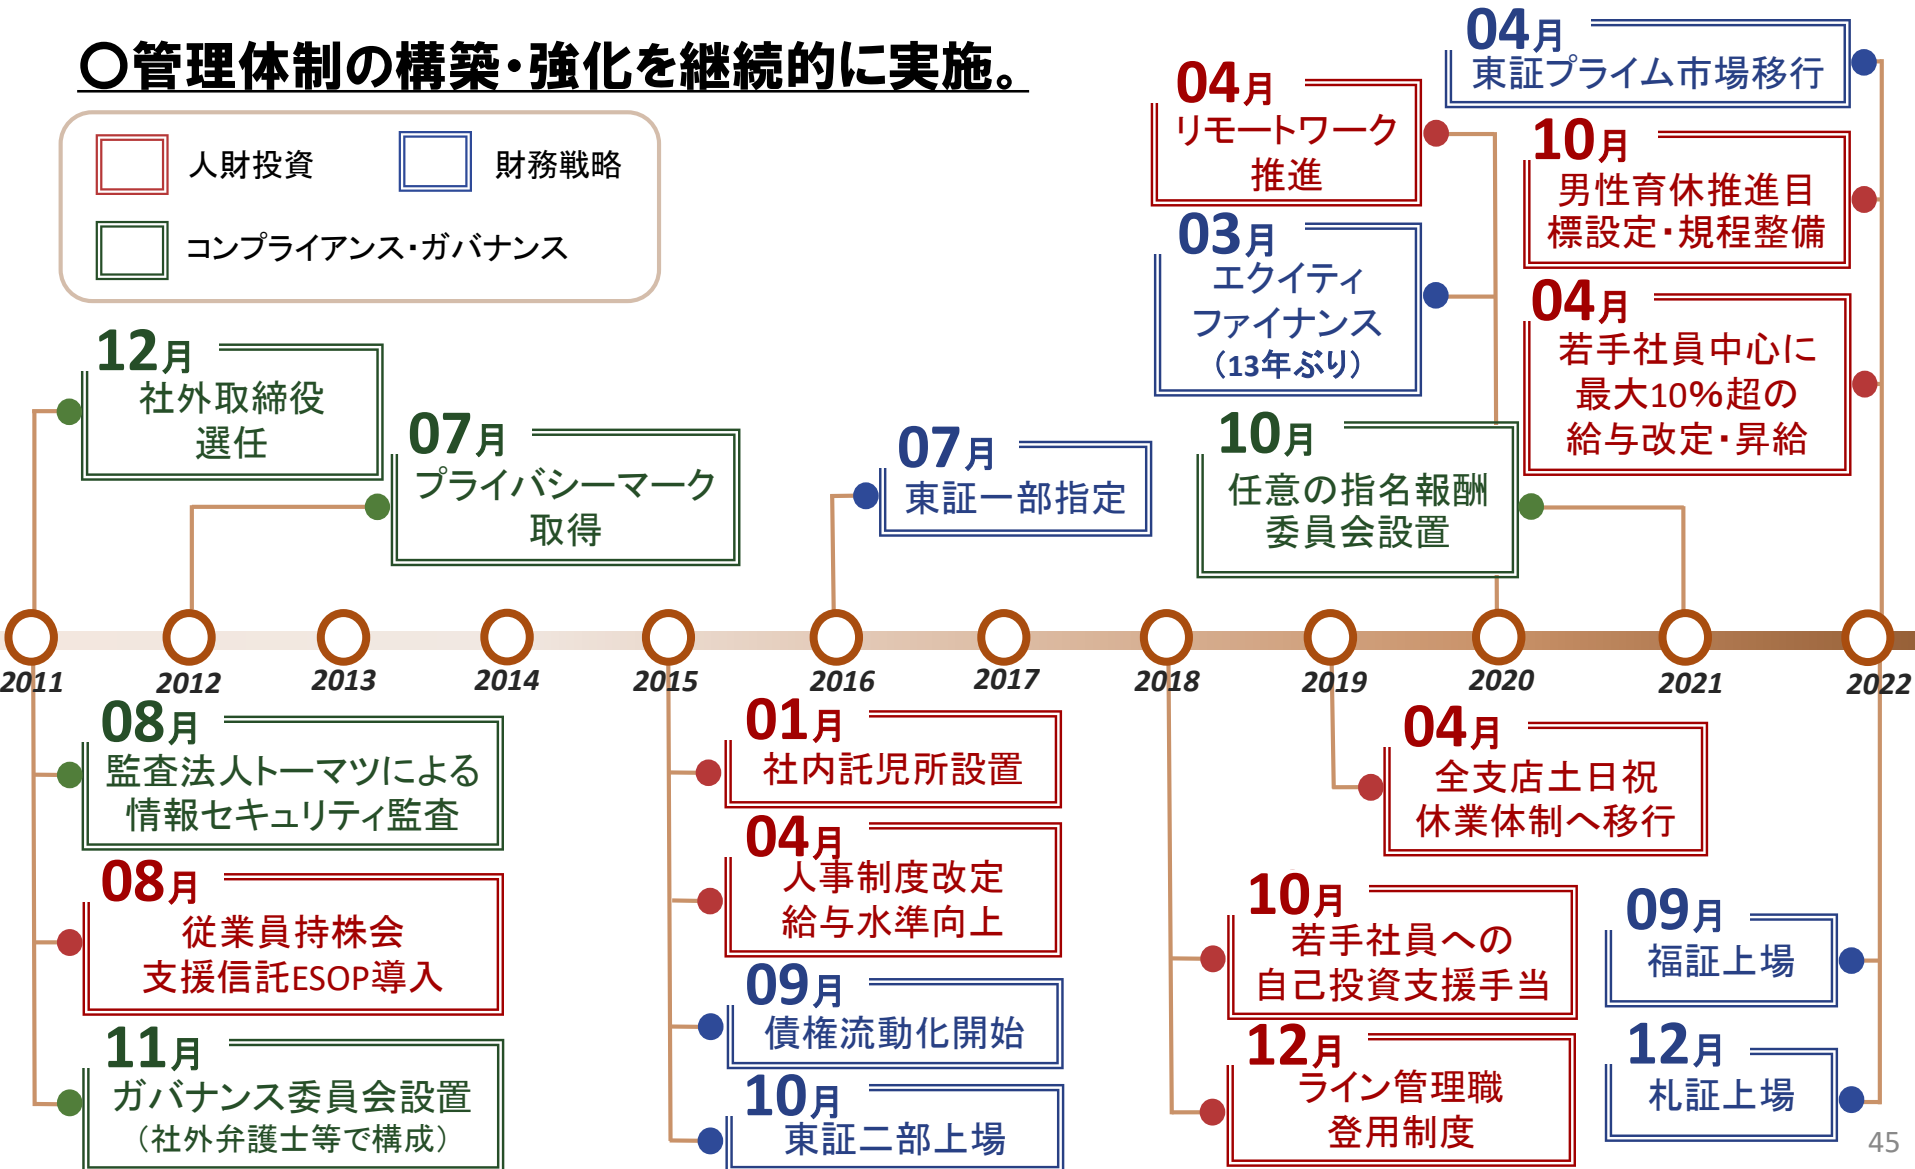 〇管理体制の構築・強化を継続的に実施。
人財投資
財務戦略
コンプライアンス・ガバナンス
12月
社外取締役
選任
07月
プライバシーマーク
取得
07月
東証一部指定
04月
リモートワーク
推進
03月
エクイティ
ファイナンス
（13年ぶり）
10月
任意の指名報酬
委員会設置
04月
東証プライム市場移行
10月
男性育休推進目
標設定・規程整備
04月
若手社員中心に
最大10％超の
給与改定・昇給
2011
2012
2013
2014
2015
2016
2017
2018
2019
2020
2021
2022
08月
監査法人トーマツによる
情報セキュリティ監査
08月
従業員持株会
支援信託ESOP導入
11月
ガバナンス委員会設置
（社外弁護士等で構成）
01月
社内託児所設置
04月
人事制度改定
給与水準向上
09月
債権流動化開始
10月
東証二部上場
04月
全支店土日祝
休業体制へ移行
10月
若手社員への
自己投資支援手当
12月
ライン管理職
登用制度
09月
福証上場
12月
札証上場
45